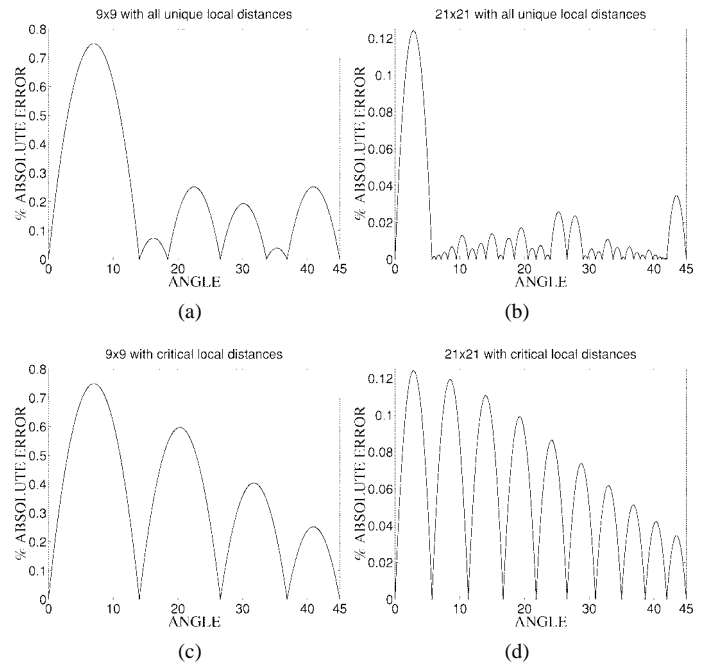 9x9 with all unique local distances
% ABSOLUTE ERROR
0.8
0.7
0.6
0.5
0.4
0.3
0.2
0.1
0
0 10 20 30 40 45
ANGLE
(a)
21x21 with all unique local distances
% ABSOLUTE ERROR
0.12
0.1
0.08
0.06
0.04
0.02
0
0 10 20 30 40 45
ANGLE
(b)
9x9 with critical local distances
% ABSOLUTE ERROR
0.8
0.7
0.6
0.5
0.4
0.3
0.2
0.1
0
0 10 20 30 40 45
ANGLE
(c)
21x21 with critical local distances
% ABSOLUTE ERROR
0.12
0.1
0.08
0.06
0.04
0.02
0
0 10 20 30 40 45
ANGLE
(d)